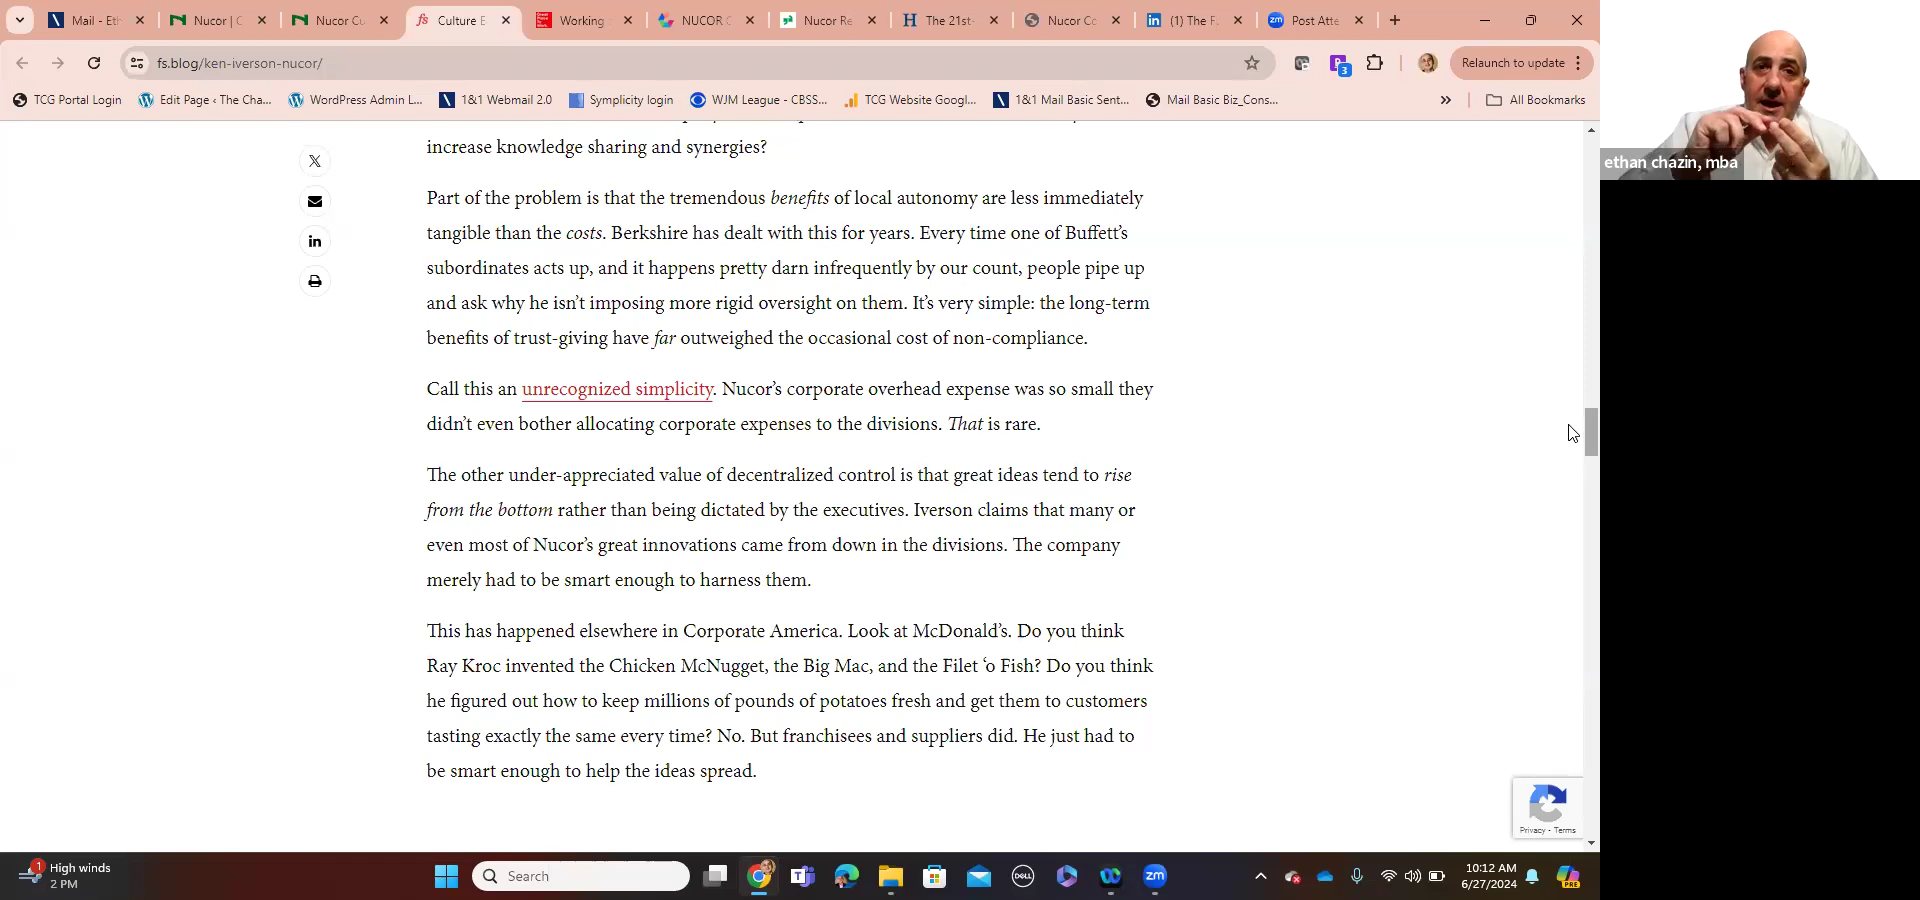 Mail - Eth
Nucor | C
Nucor Cu
fs Culture E
Working
NUCOR C
Nucor Re
The 21st-
Nucor Co
(1) The F
zm Post Atte
fs.blog/ken-iverson-nucor/
3
Relaunch to update
TCG Portal Login
Edit Page ‹ The Cha...
WordPress Admin L...
1&1 Webmail 2.0
Symplicity login
WJM League - CBSS...
TCG Website Googl...
1&1 Mail Basic Sent...
Mail Basic Biz_Cons...
»
All Bookmarks
ethan chazin, mba
increase knowledge sharing and synergies?
Part of the problem is that the tremendous benefits of local autonomy are less immediately
tangible than the costs. Berkshire has dealt with this for years. Every time one of Buffett’s
subordinates acts up, and it happens pretty darn infrequently by our count, people pipe up
and ask why he isn’t imposing more rigid oversight on them. It’s very simple: the long-term
benefits of trust-giving have far outweighed the occasional cost of non-compliance.
Call this an unrecognized simplicity. Nucor’s corporate overhead expense was so small they
didn’t even bother allocating corporate expenses to the divisions. That is rare.
The other under-appreciated value of decentralized control is that great ideas tend to rise
from the bottom rather than being dictated by the executives. Iverson claims that many or
even most of Nucor’s great innovations came from down in the divisions. The company
merely had to be smart enough to harness them.
This has happened elsewhere in Corporate America. Look at McDonald’s. Do you think
Ray Kroc invented the Chicken McNugget, the Big Mac, and the Filet ‘o Fish? Do you think
he figured out how to keep millions of pounds of potatoes fresh and get them to customers
tasting exactly the same every time? No. But franchisees and suppliers did. He just had to
be smart enough to help the ideas spread.
Privacy - Terms
1
High winds
2 PM
Search
DELL
zm
10:12 AM
6/27/2024
PRE